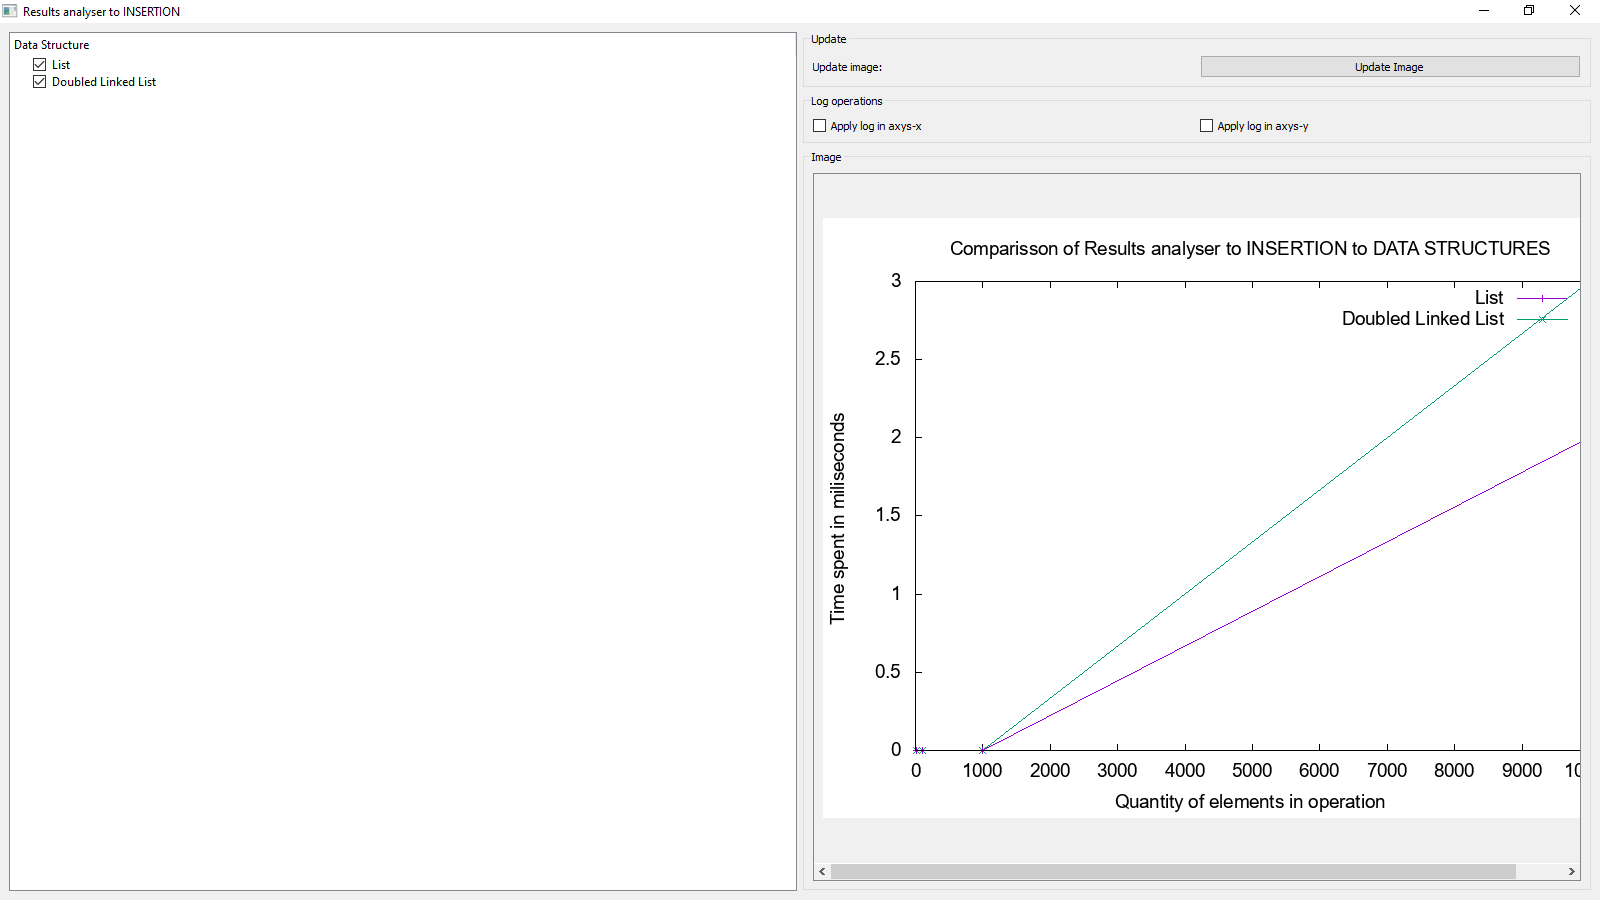 Results analyser to INSERTION
Data Structure
List
Doubled Linked List
Update
Update image:
Update Image
Log operations
Apply log in axys-x
Apply log in axys-y
Image
Comparisson of Results analyser to INSERTION to DATA STRUCTURES
List
Doubled Linked List
3
2.5
2
1.5
1
0.5
0
Time spent in miliseconds
0 1000 2000 3000 4000 5000 6000 7000 8000 9000 10
Quantity of elements in operation